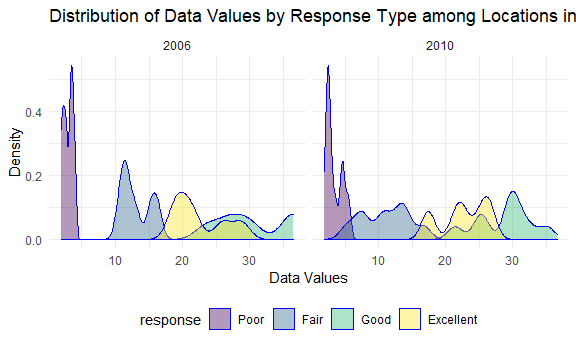 Distribution of Data Values by Response Type among Locations in
2006
2010
Density
0.4
0.2
0.0
10
20
30
10
20
30
Data Values
response
Poor
Fair
Good
Excellent